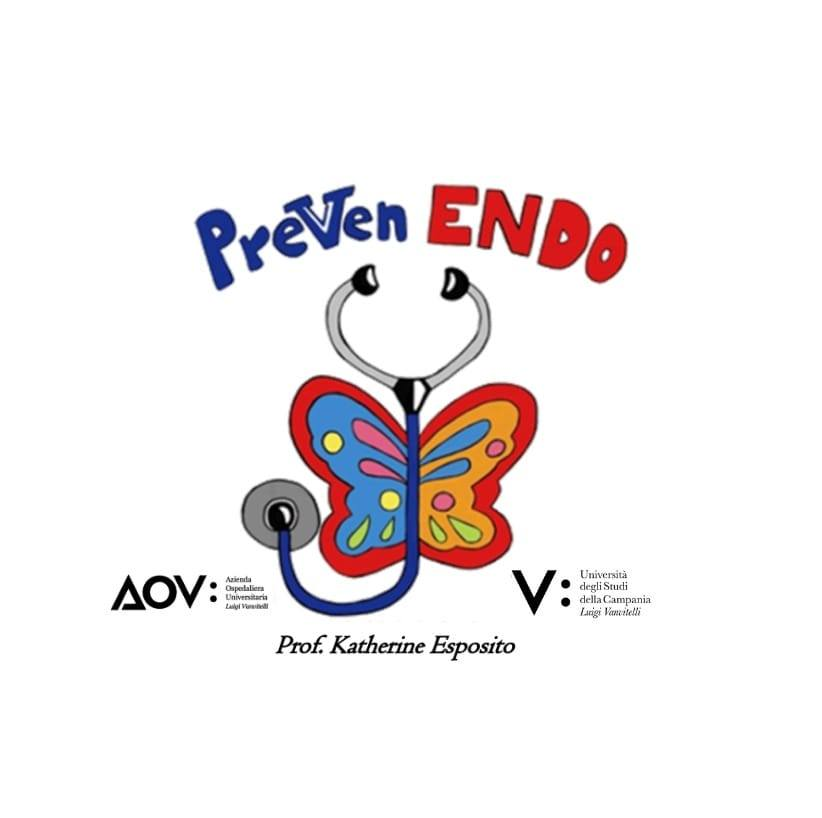 PreVen ENDO
AOV:
Azienda
Ospedaliera
Universitaria
Luigi Vanvitelli
V:
Università
degli Studi
della Campania
Luigi Vanvitelli
Prof. Katherine Esposito